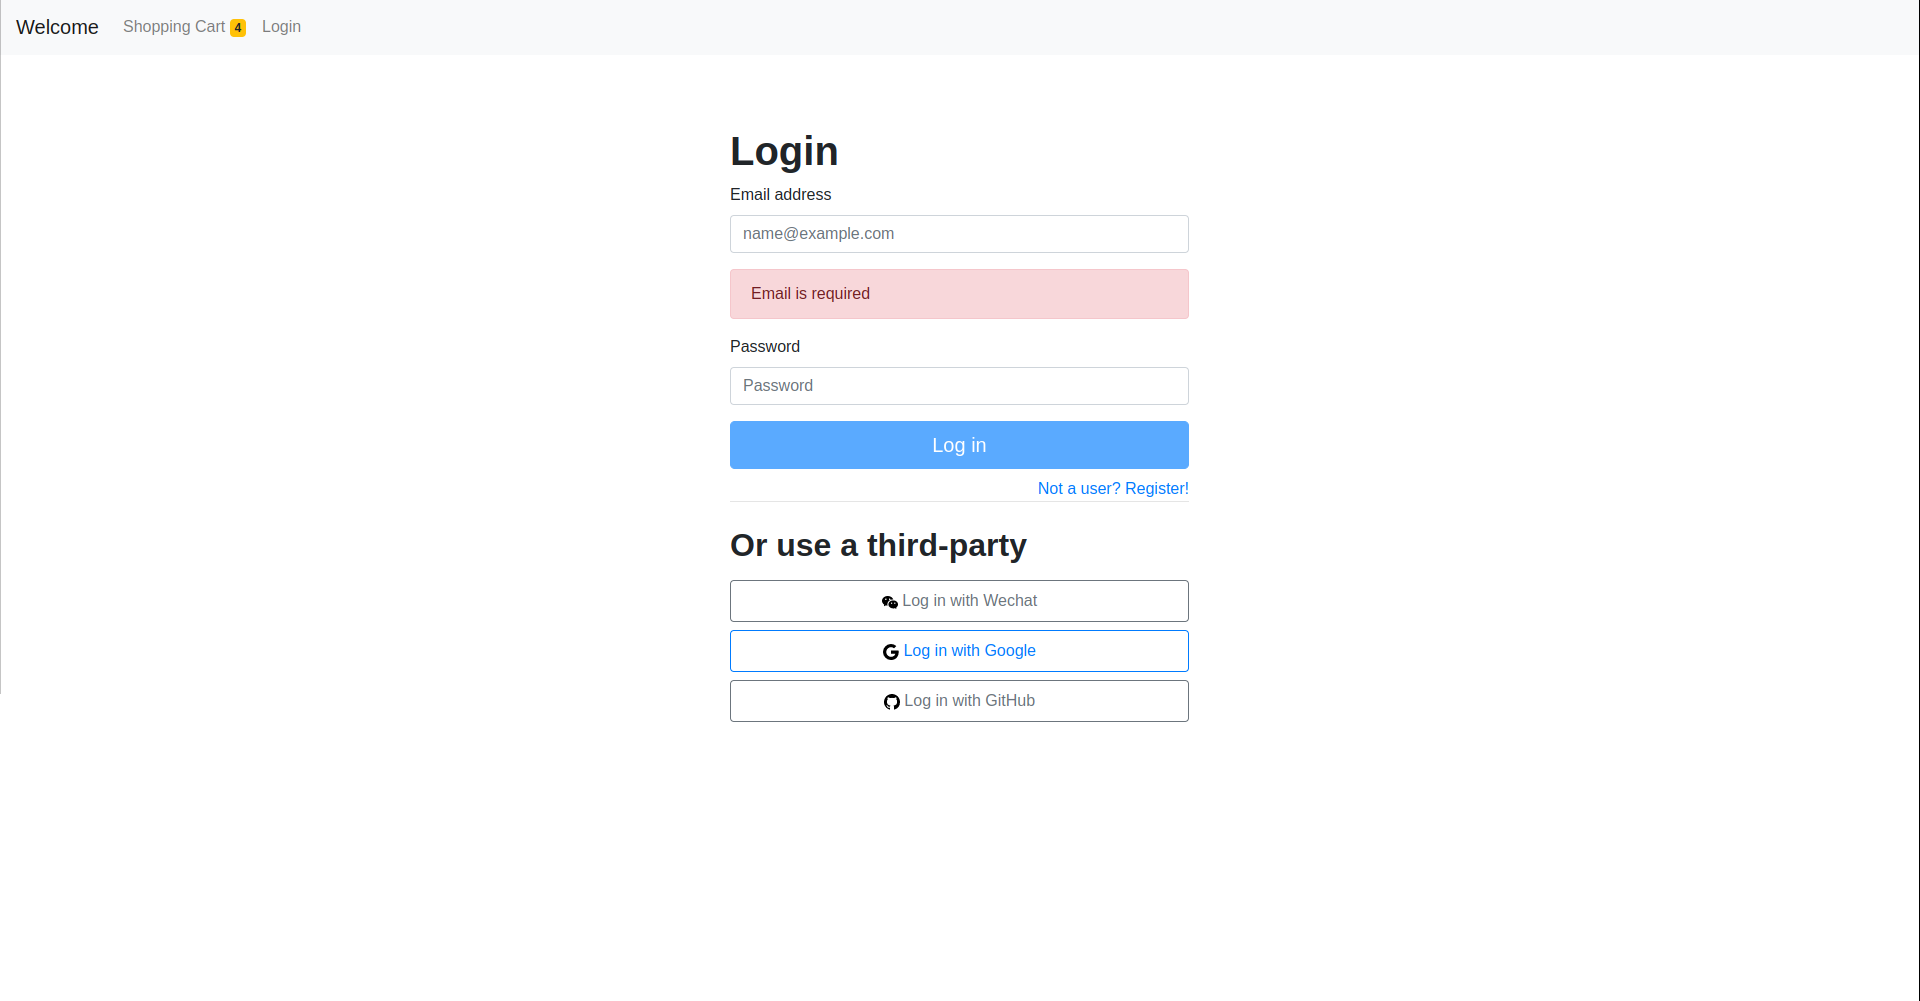 Welcome Shopping Cart 4 Login
Login
Email address
name@example.com
Email is required
Password
Password
Log in
Not a user? Register!
Or use a third-party
Log in with Wechat
Log in with Google
Log in with GitHub